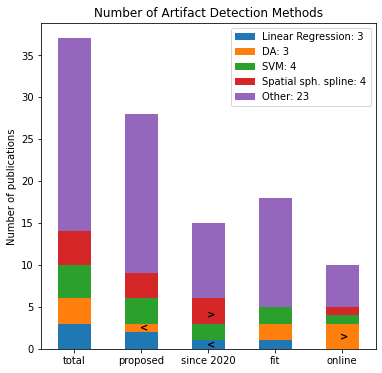 Number of Artifact Detection Methods
Linear Regression: 3
DA: 3
SVM: 4
Spatial sph. spline: 4
Other: 23
Number of publications
35
30
25
20
15
10
5
0
<
<
>
>
total proposed since 2020 fit online